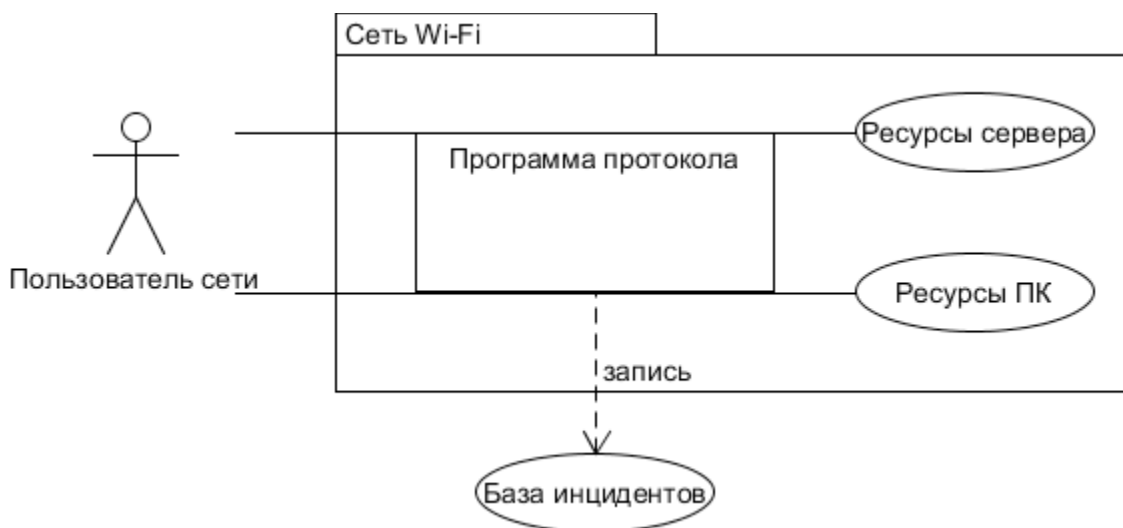 Сеть Wi-Fi
Ресурсы сервера
Программа протокола
Пользователь сети
Ресурсы ПК
запись
База инцидентов